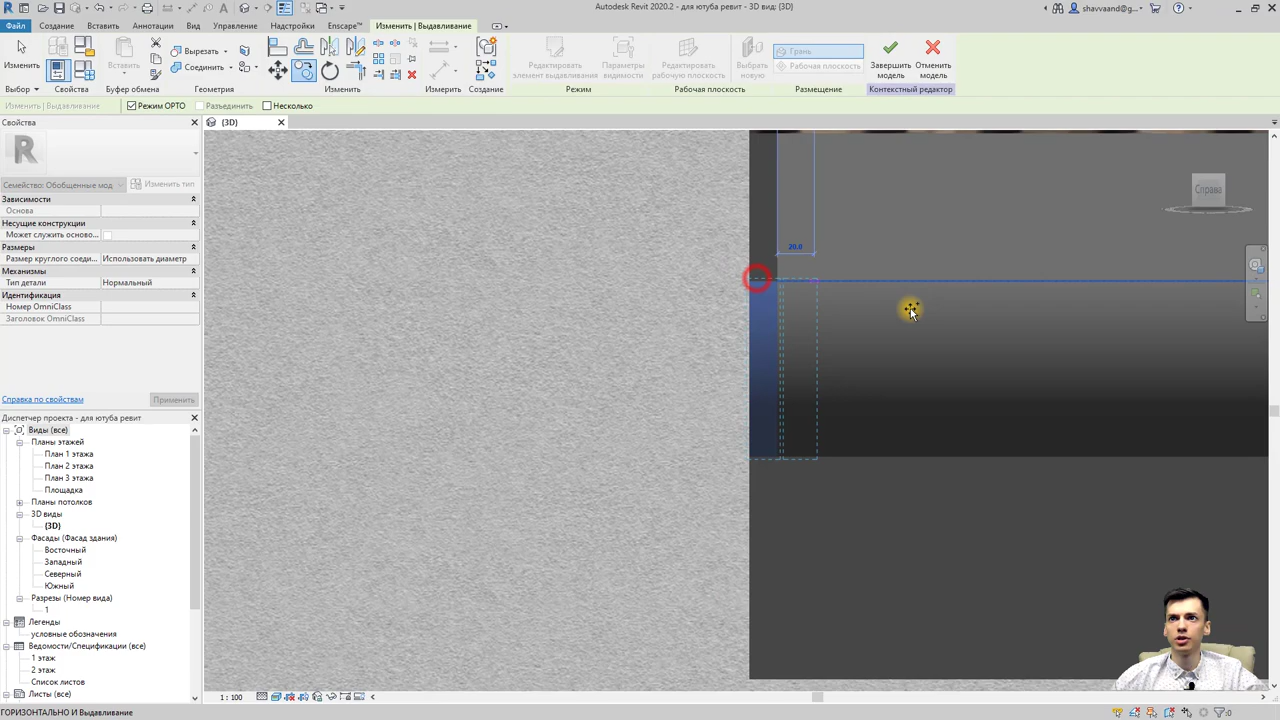 Autodesk Revit 2020.2 - для ютуба ревит - 3D вид: {3D}
shavvaand@g...
Файл
Создание
Вставить
Аннотации
Вид
Управление
Надстройки
Enscape™
Изменить | Выдавливание
Изменить
Вставить
Вырезать
Соединить
Редактировать элемент выдавливания
Параметры видимости
Редактировать рабочую плоскость
Выбрать новую
Грань
Рабочая плоскость
Завершить модель
Отменить модель
Выбор
Свойства
Буфер обмена
Геометрия
Изменить
Измерить
Создание
Режим
Рабочая плоскость
Размещение
Контекстный редактор
Изменить | Выдавливание
Режим ОРТО
Разъединить
Несколько
Свойства
{3D}
Семейство: Обобщенные мод
Изменить тип
Зависимости
Основа
Несущие конструкции
Может служить осново...
Размеры
Размер круглого соеди...
Использовать диаметр
Механизмы
Тип детали
Нормальный
Идентификация
Номер OmniClass
Заголовок OmniClass
Справка по свойствам
Применить
Диспетчер проекта - для ютуба ревит
Виды (все)
Планы этажей
План 1 этажа
План 2 этажа
План 3 этажа
Площадка
Планы потолков
3D виды
{3D}
Фасады (Фасад здания)
Восточный
Западный
Северный
Южный
Разрезы (Номер вида)
1
Легенды
условные обозначения
Ведомости/Спецификации (все)
1 этаж
2 этаж
Список листов
Листы (все)
20.0
Справа
1 : 100
ГОРИЗОНТАЛЬНО И Выдавливание
:0